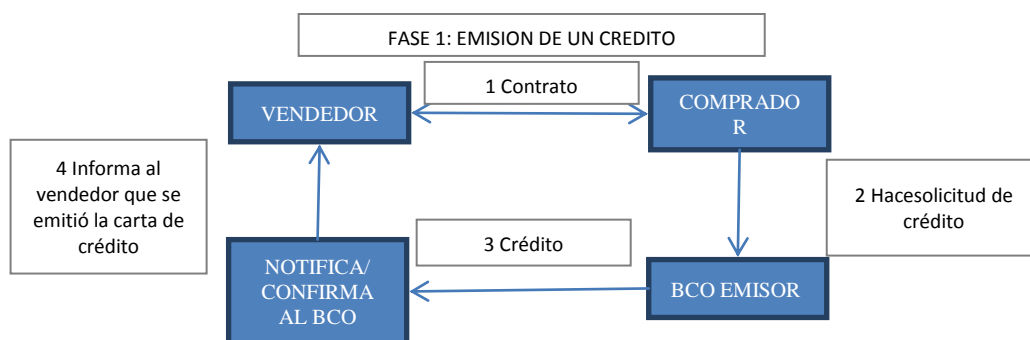 FASE 1: EMISION DE UN CREDITO
1 Contrato
VENDEDOR
COMPRADO
R
4 Informa al
vendedor que se
emitió la carta de
crédito
2 Hacesolicitud de
crédito
3 Crédito
NOTIFICA/
CONFIRMA
AL BCO
BCO EMISOR